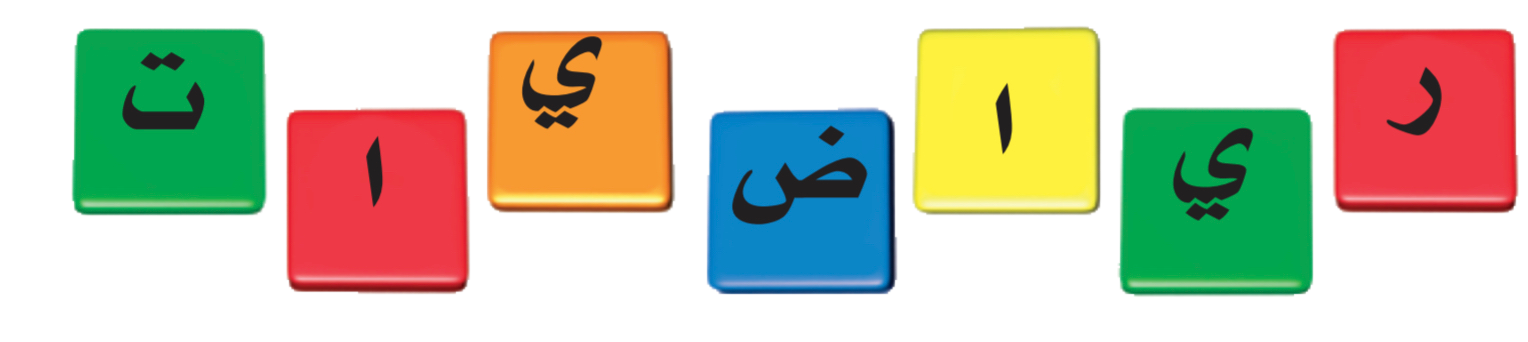 ر ي ا ض ي ا ت